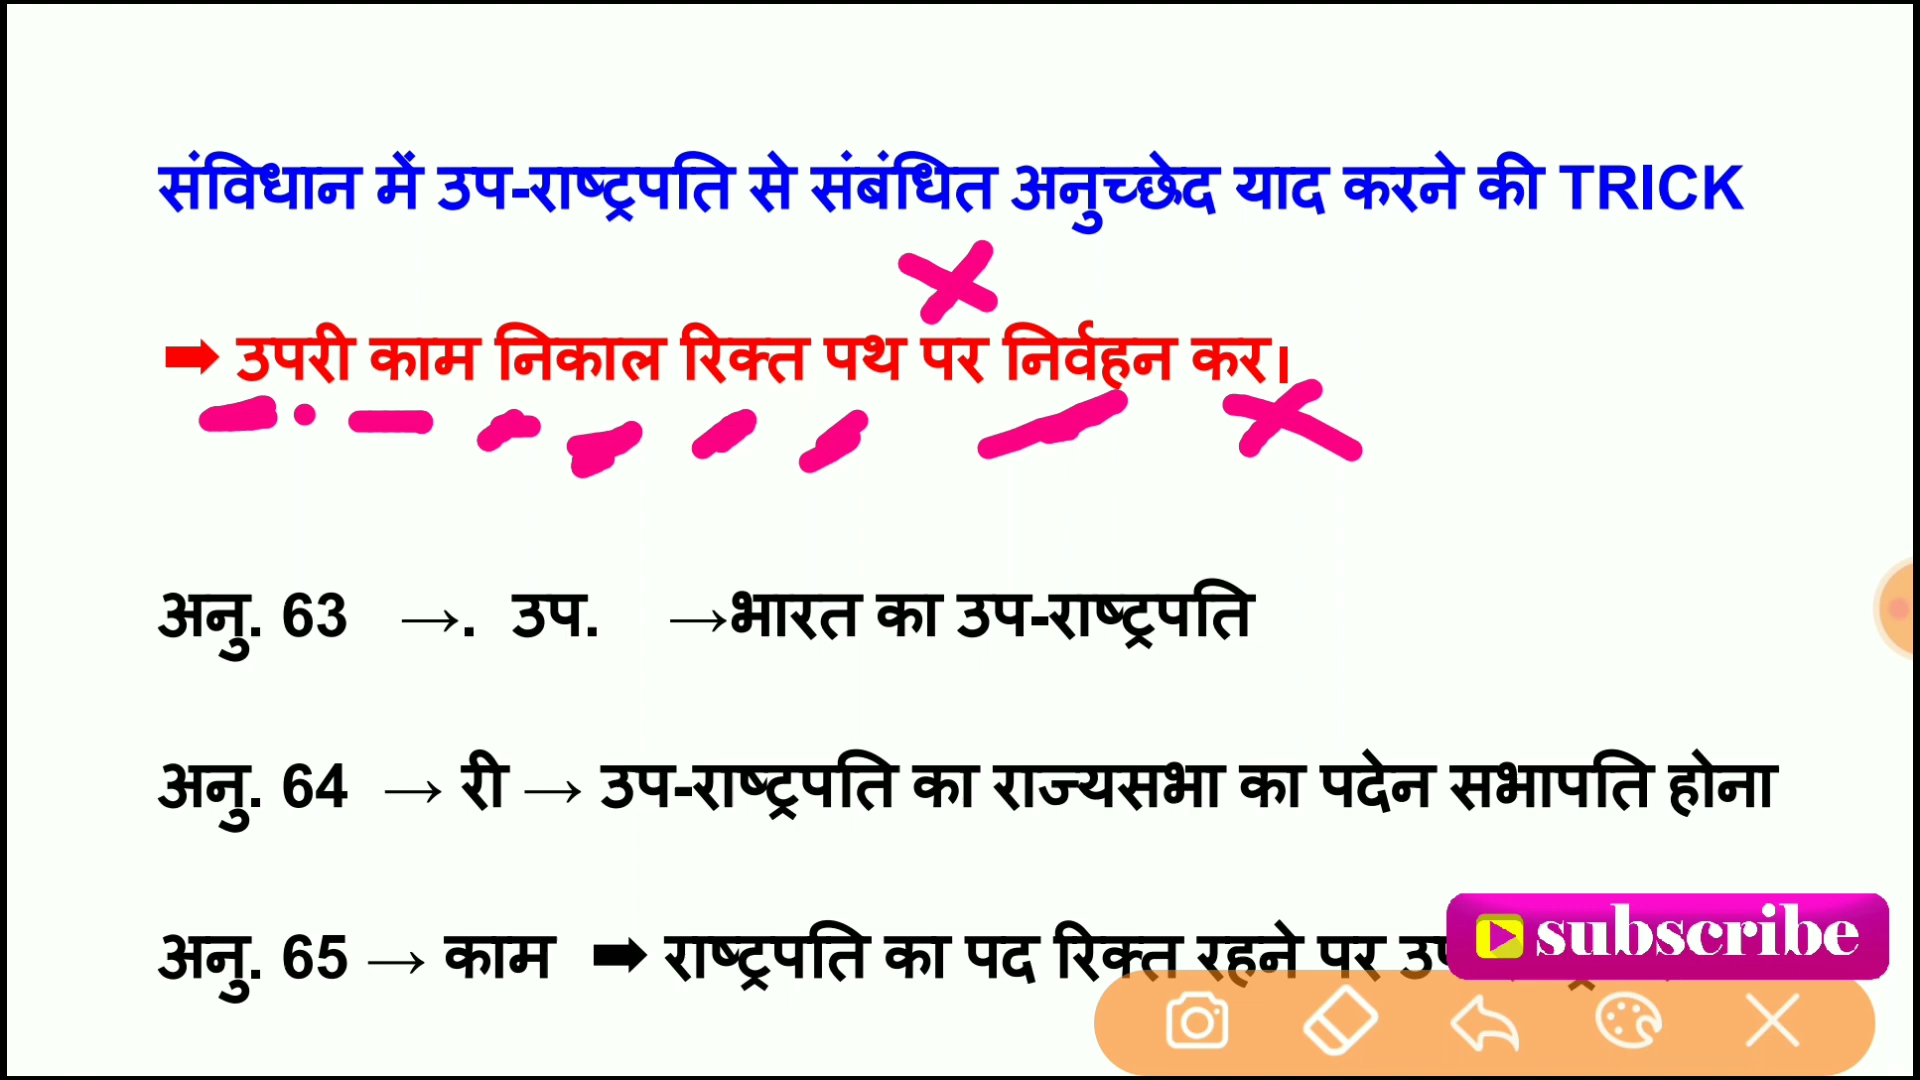 संविधान में उप-राष्ट्रपति से संबंधित अनुच्छेद याद करने की TRICK
➡ उपरी काम निकाल रिक्त पथ पर निर्वहन कर।
अनु. 63 →. उप. →भारत का उप-राष्ट्रपति
अनु. 64 → री → उप-राष्ट्रपति का राज्यसभा का पदेन सभापति होना
अनु. 65 → काम ➡ राष्ट्रपति का पद रिक्त रहने पर
subscribe